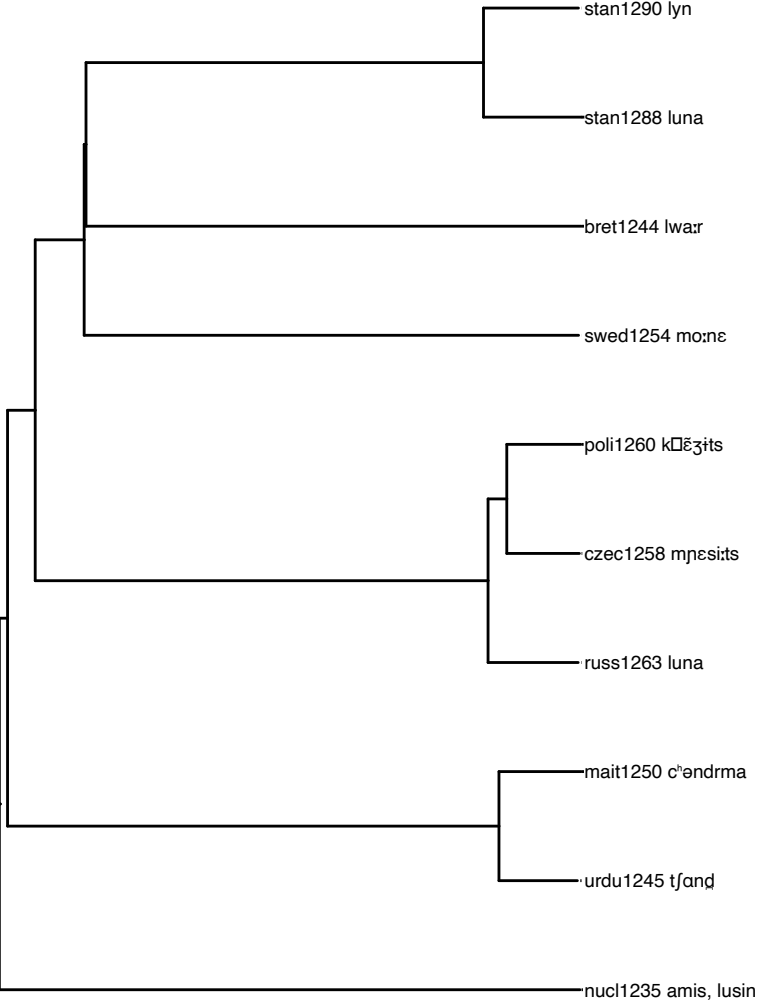 stan1290 lyn
stan1288 luna
bret1244 lwaːr
swed1254 moːnɛ
poli1260 k□ɛ̃ʒɨts
czec1258 mɲɛsiːts
russ1263 luna
mait1250 cʰəndrma
urdu1245 tʃɑnd̪
nucl1235 amis, lusin